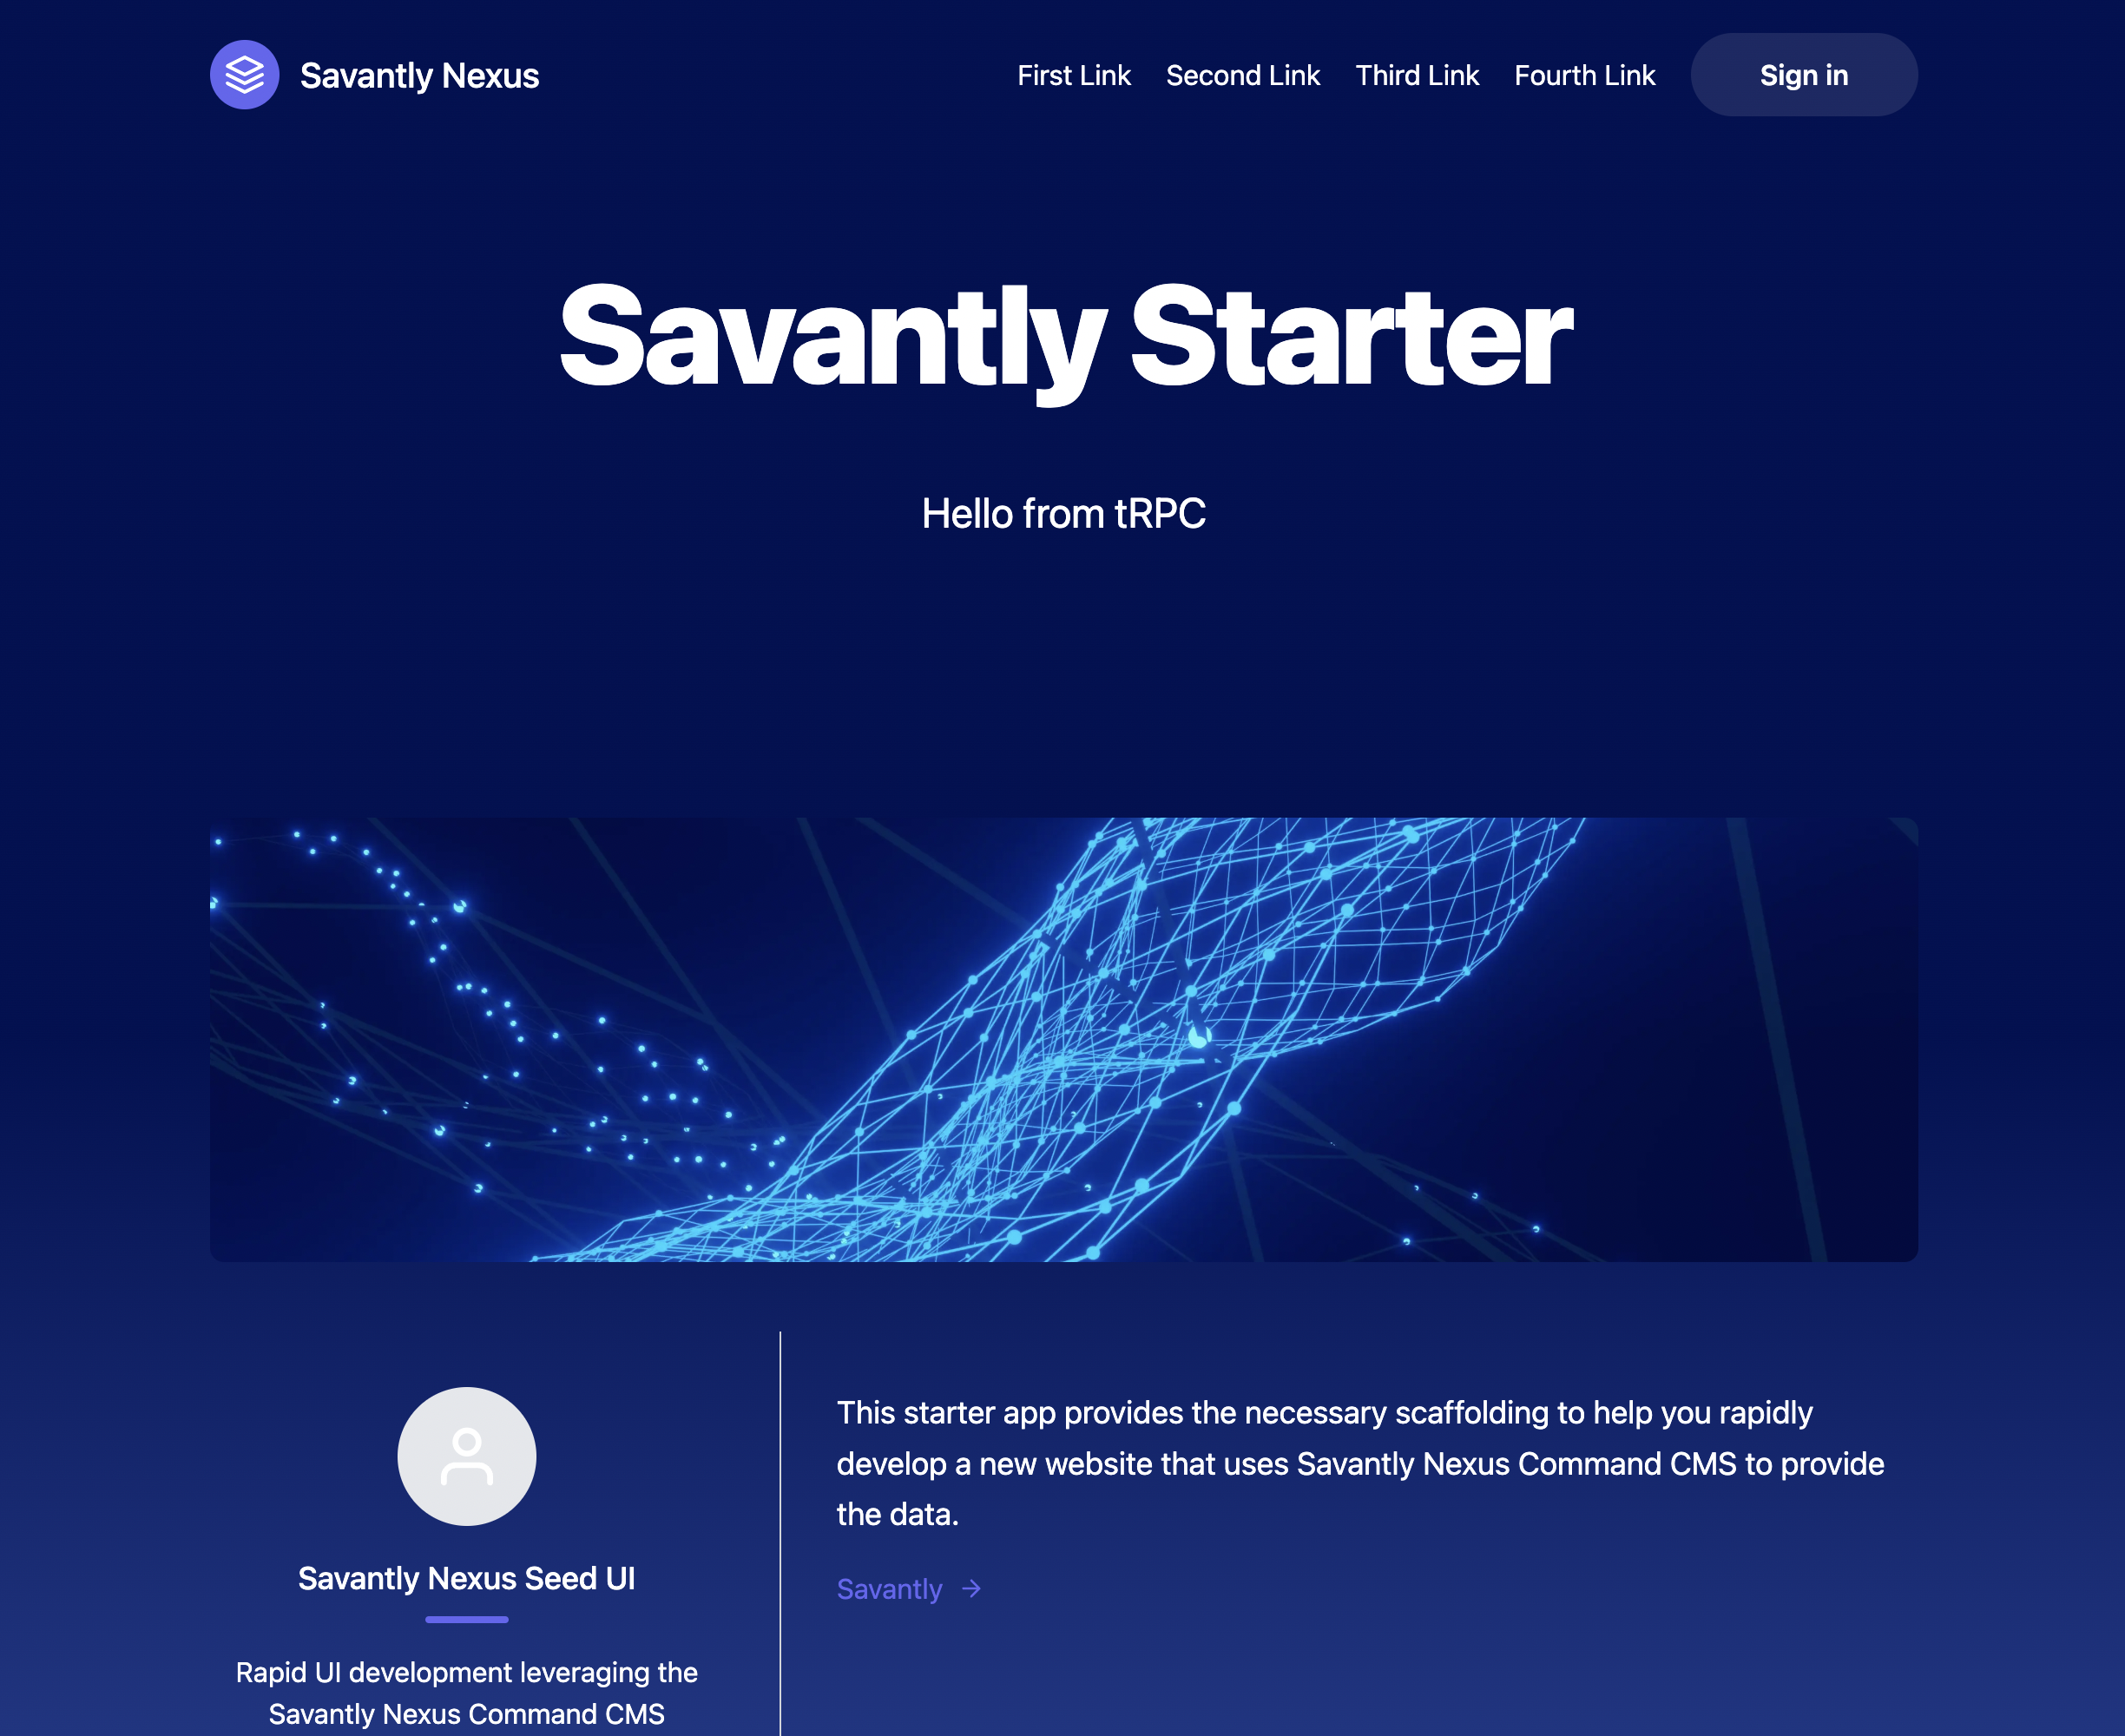 Savantly Nexus
First Link
Second Link
Third Link
Fourth Link
Sign in
Savantly Starter
Hello from tRPC
Savantly Nexus Seed UI
Rapid UI development leveraging the
Savantly Nexus Command CMS
This starter app provides the necessary scaffolding to help you rapidly
develop a new website that uses Savantly Nexus Command CMS to provide
the data.
Savantly →